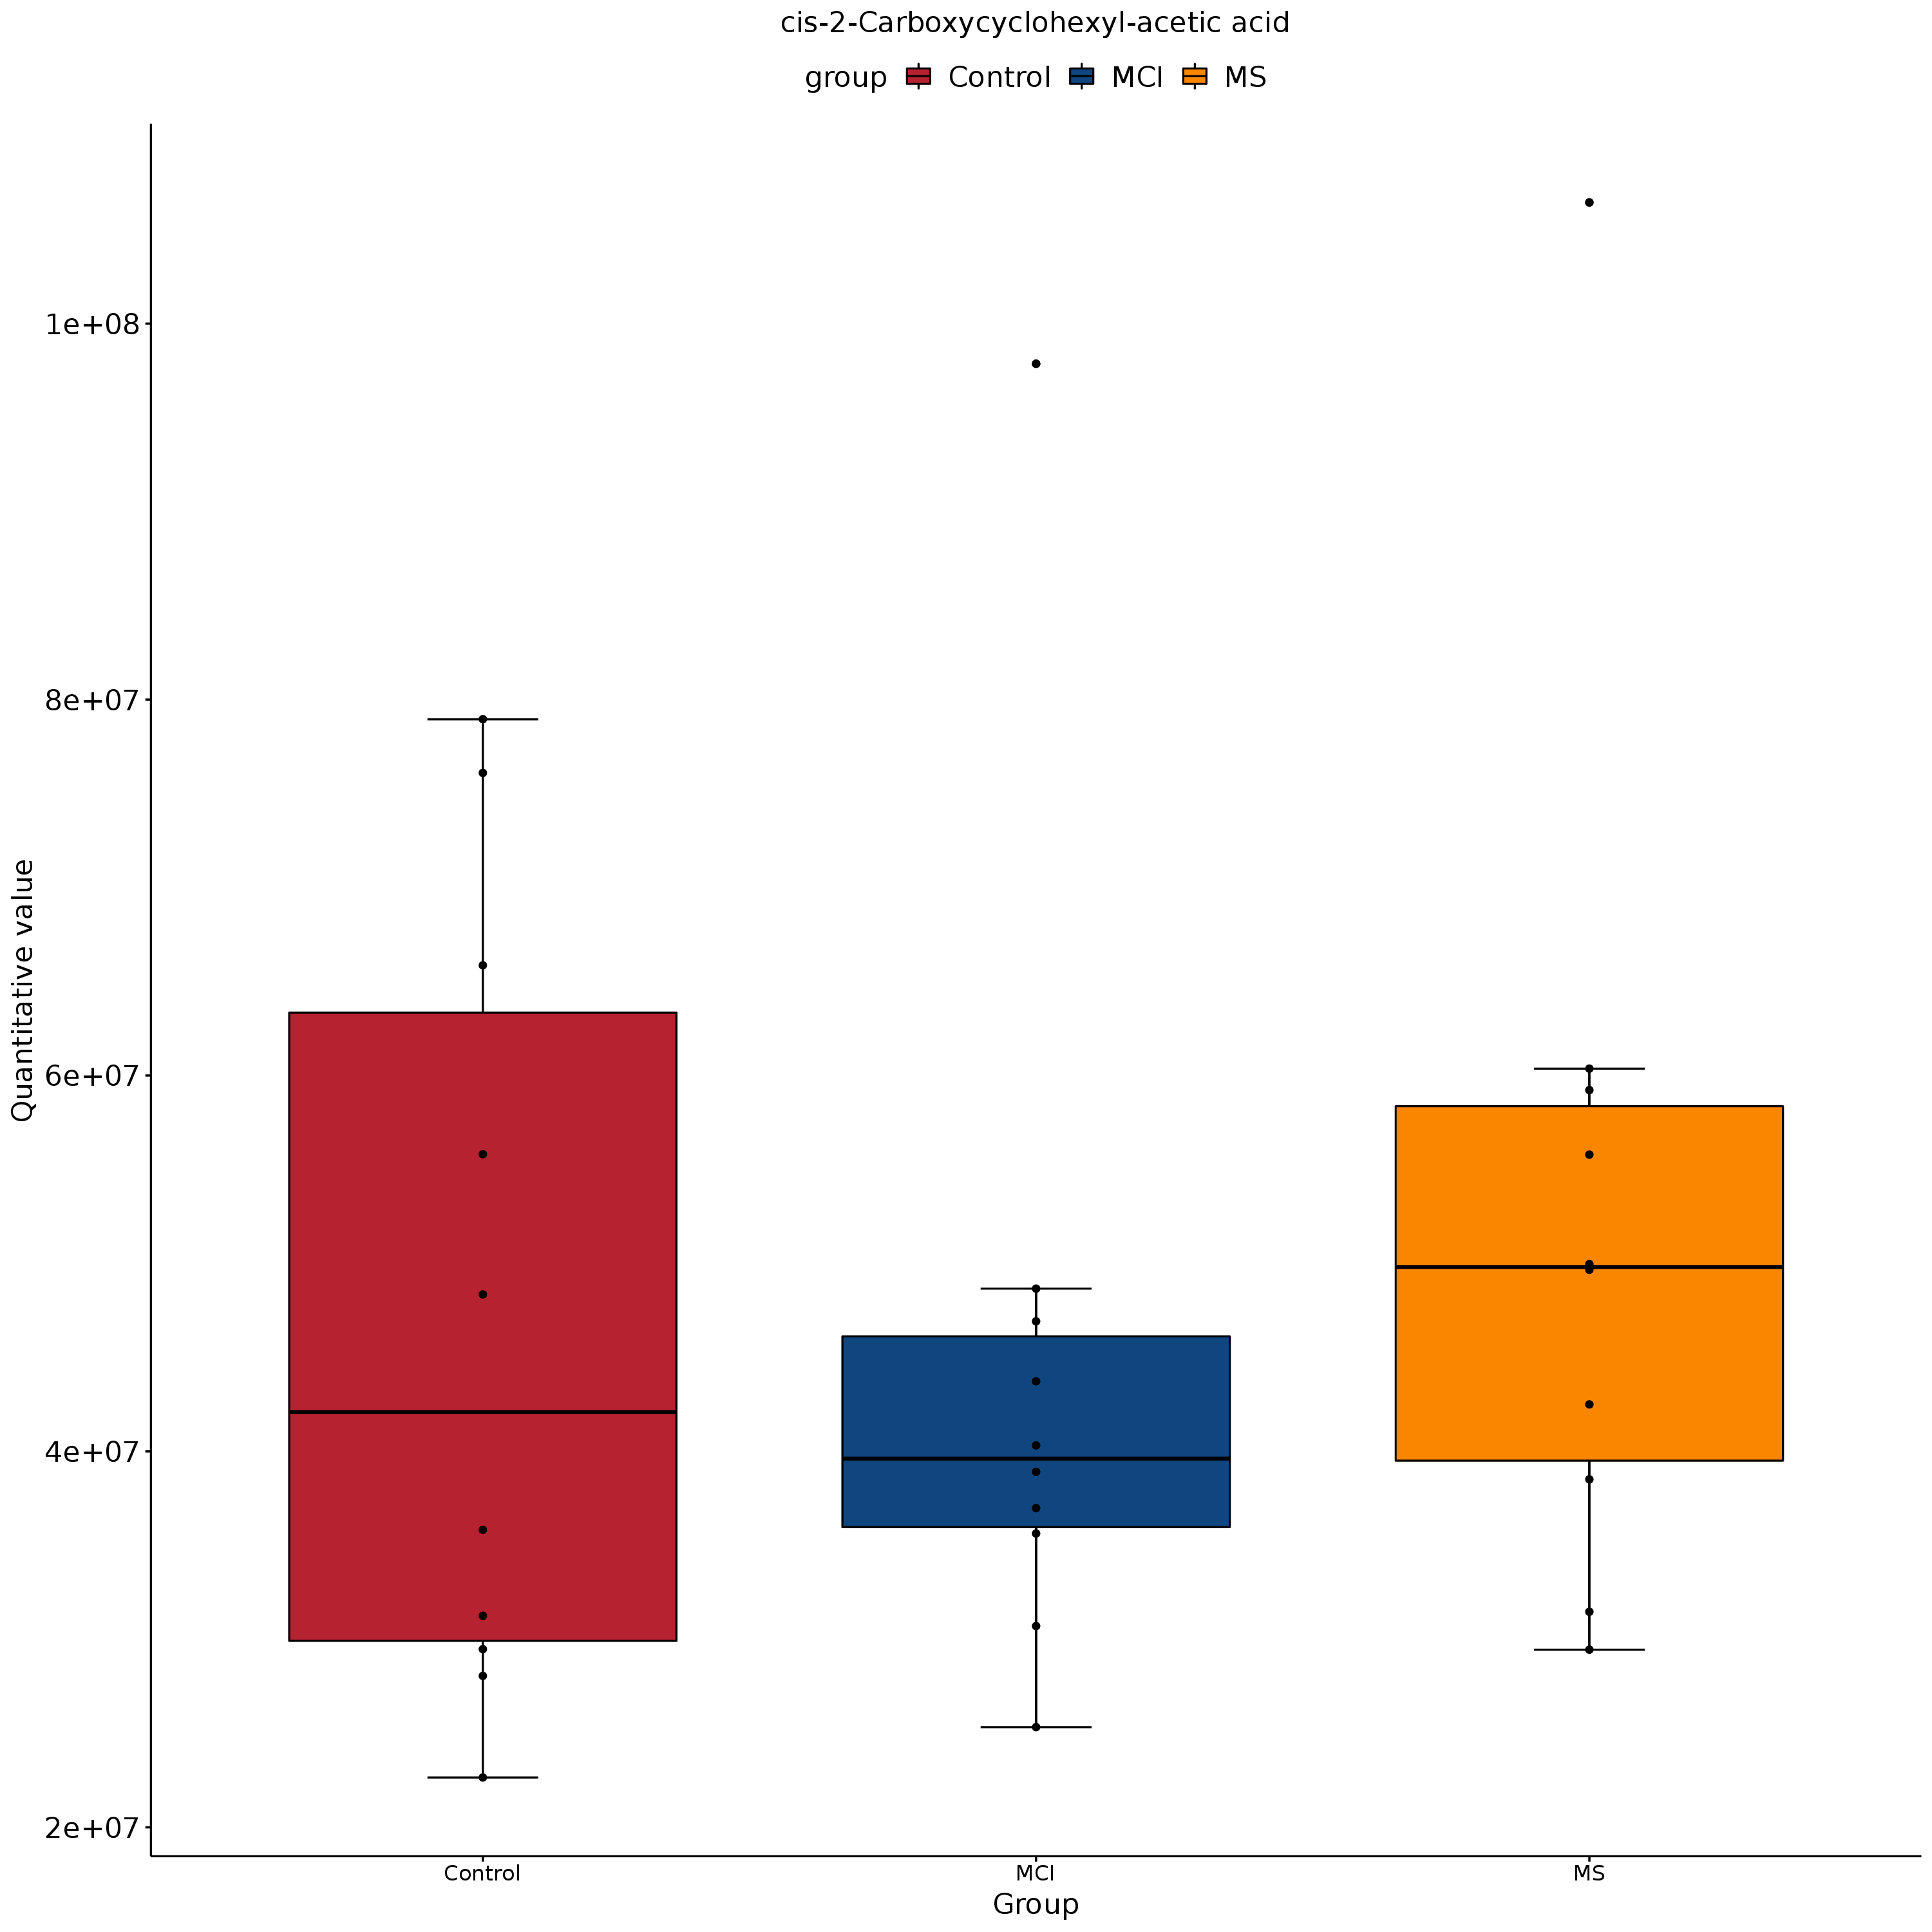 cis-2-Carboxycyclohexyl-acetic acid
group Control MCI MS
Quantitative value
1e+08
8e+07
6e+07
4e+07
2e+07
Control MCI MS
Group